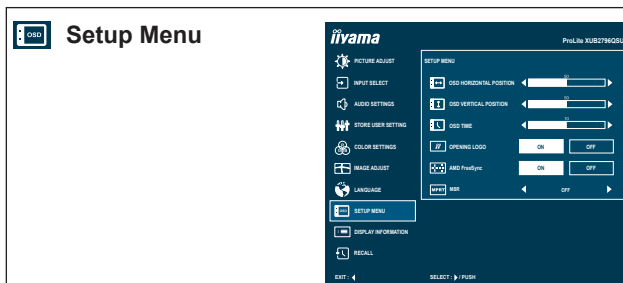 OSD
Setup Menu
iiyama
ProLite XUB2796QSU
PICTURE ADJUST
INPUT SELECT
AUDIO SETTINGS
STORE USER SETTING
COLOR SETTINGS
IMAGE ADJUST
LANGUAGE
OSD SETUP MENU
DISPLAY INFORMATION
RECALL
SETUP MENU
OSD HORIZONTAL POSITION 50
OSD VERTICAL POSITION 50
OSD TIME 10
OPENING LOGO ON OFF
AMD FreeSync ON OFF
MPRT MBR OFF
EXIT :
SELECT : / PUSH